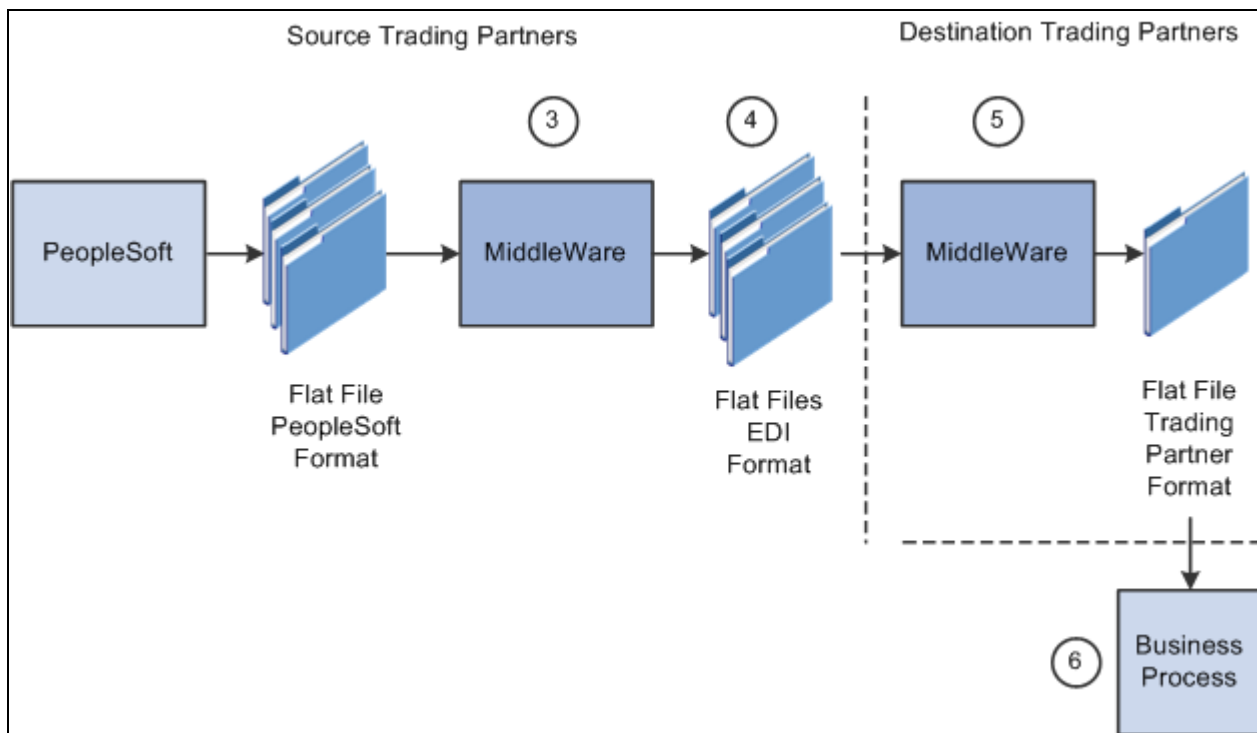 Source Trading Partners
Destination Trading Partners
3
4
5
PeopleSoft
MiddleWare
MiddleWare
Flat File
PeopleSoft
Format
Flat Files
EDI
Format
Flat File
Trading
Partner
Format
6
Business
Process